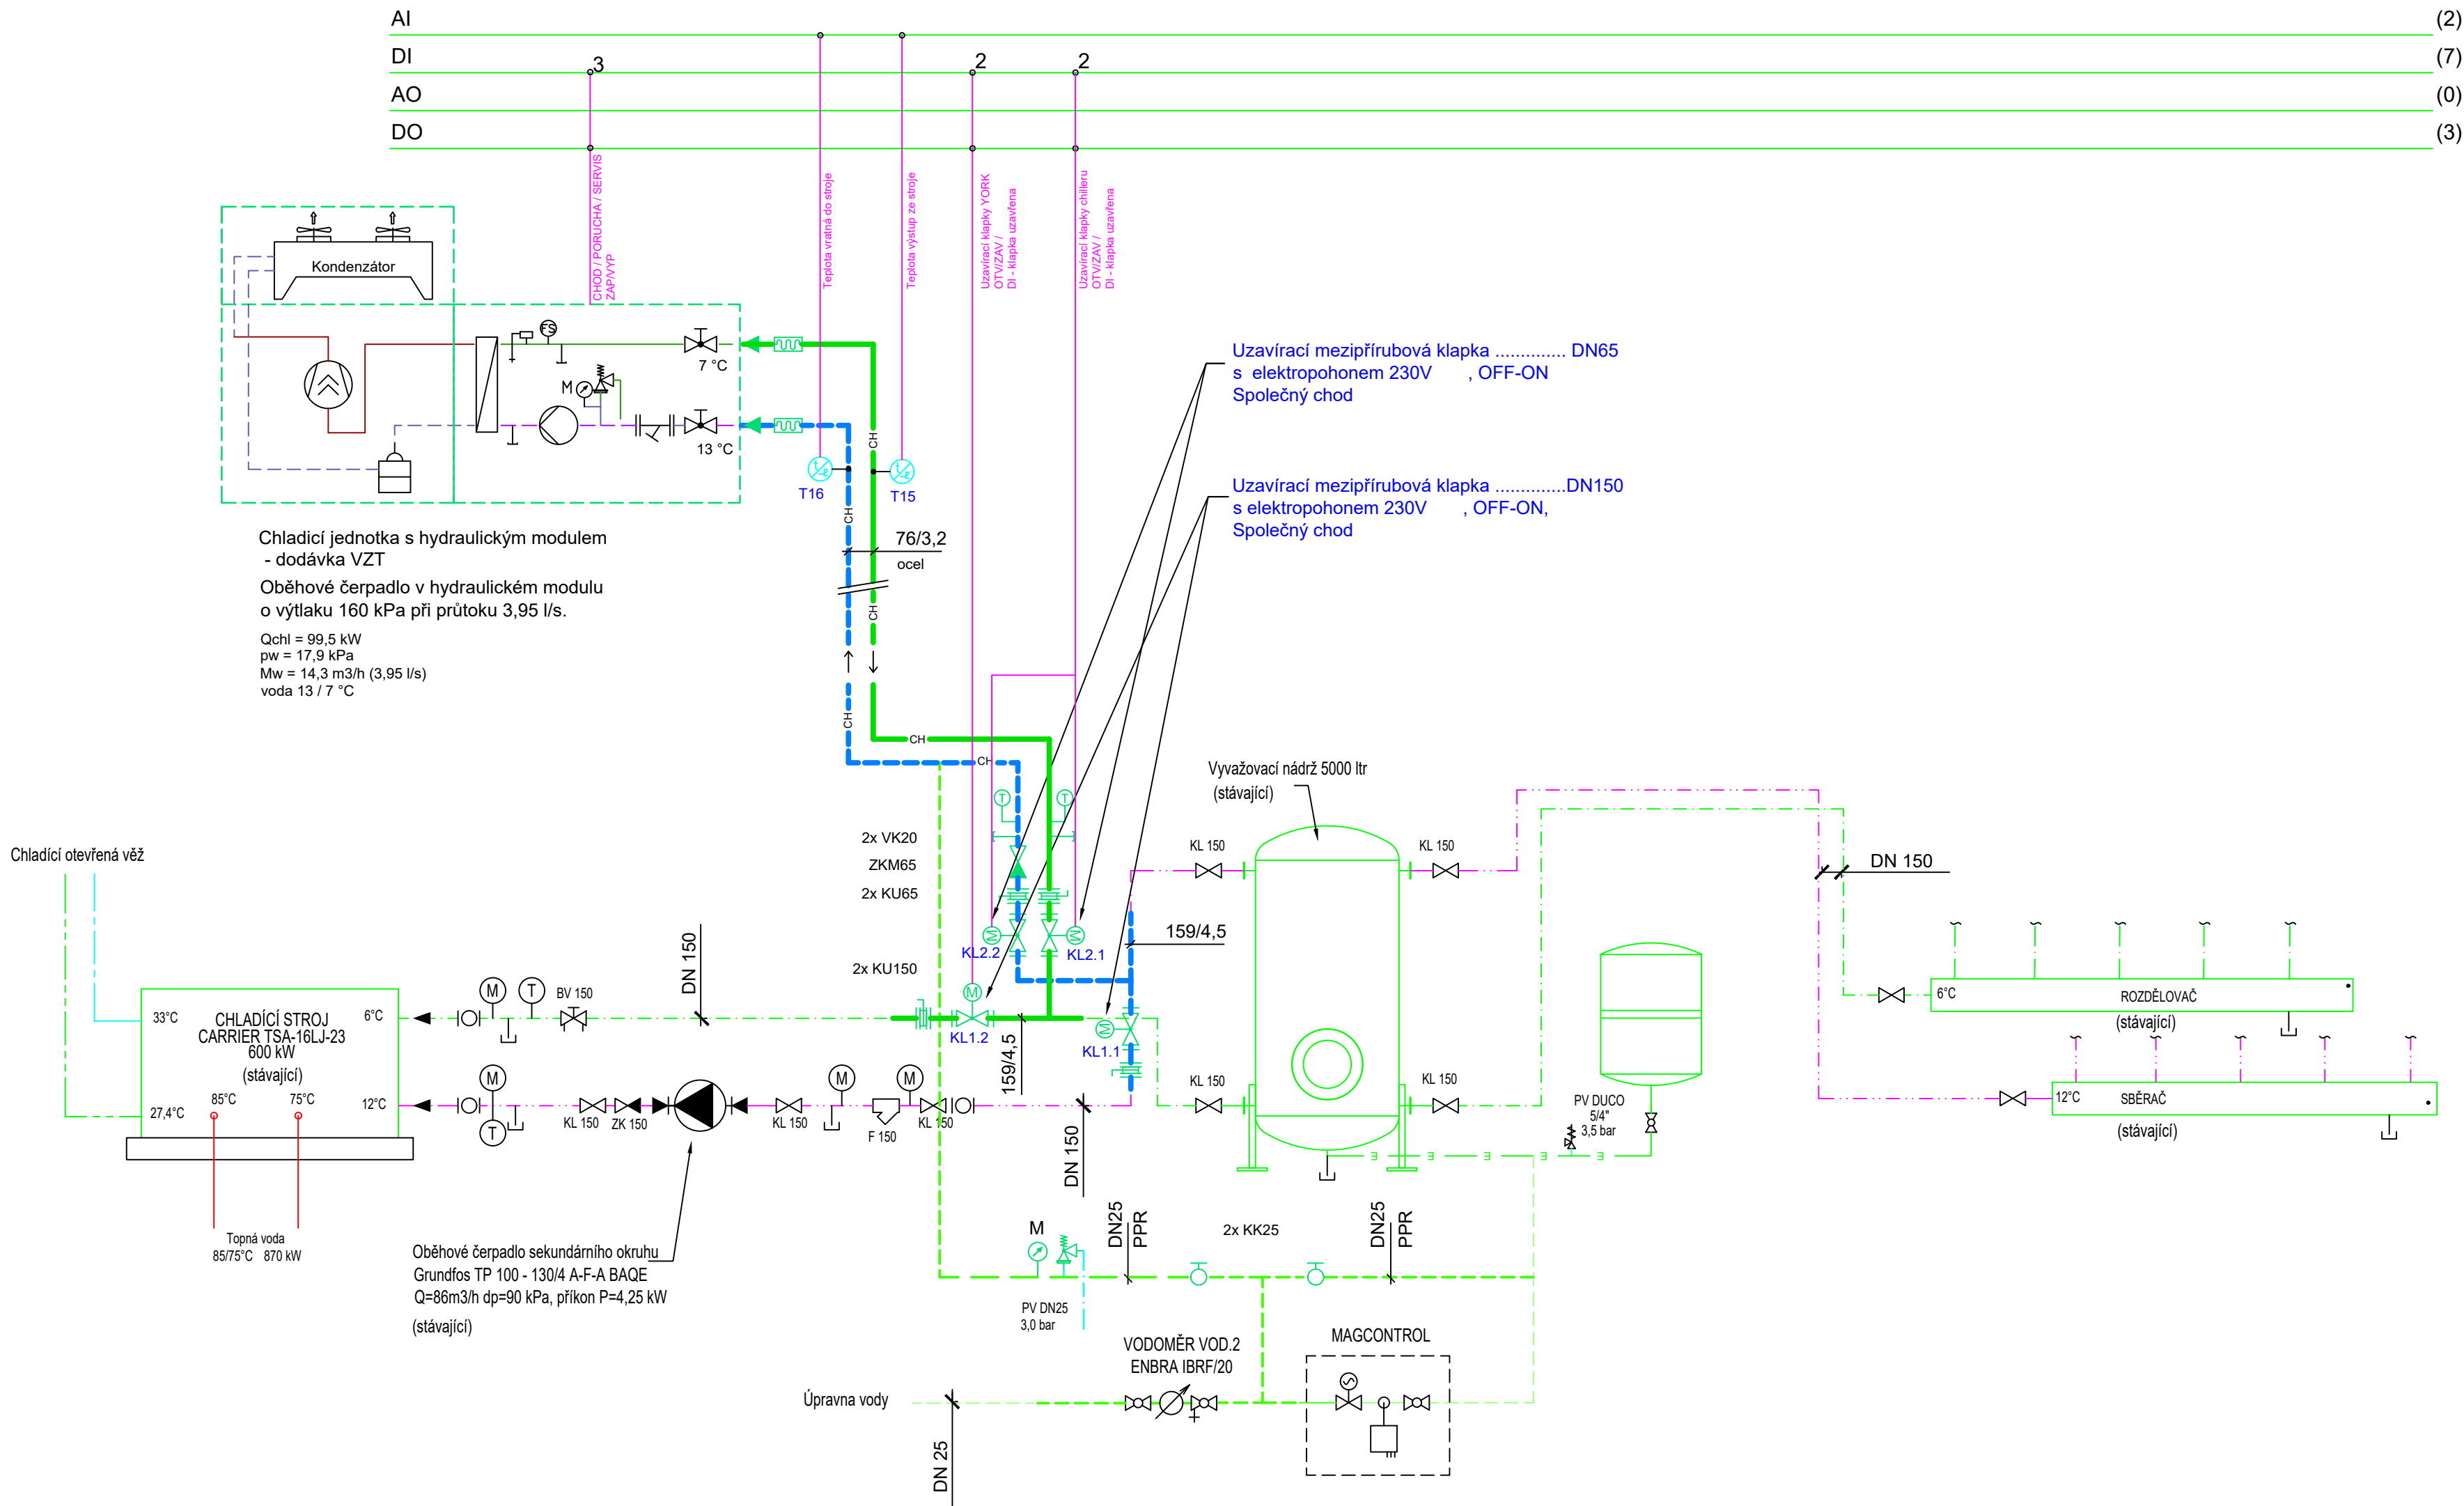 AI
(2)
DI
(7)
3
2
2
AO
(0)
DO
(3)
CHOD / PORUCHA / SERVIS
ZAP/VYP
Teplota vratná do stroje
Teplota výstup ze stroje
Uzavírací klapky YORK
OTV/ZAV /
DI - klapka uzavřena
Uzavírací klapky chilleru
OTV/ZAV /
DI - klapka uzavřena
Kondenzátor
FS
M
7 °C
13 °C
T16
T15
CH
CH
CH
CH
CH
CH
CH
76/3,2
ocel
Uzavírací mezipřírubová klapka .............. DN65
s elektropohonem 230V , OFF-ON
Společný chod
Uzavírací mezipřírubová klapka ..............DN150
s elektropohonem 230V , OFF-ON,
Společný chod
Chladicí jednotka s hydraulickým modulem
- dodávka VZT
Oběhové čerpadlo v hydraulickém modulu
o výtlaku 160 kPa při průtoku 3,95 l/s.
Qchl = 99,5 kW
pw = 17,9 kPa
Mw = 14,3 m3/h (3,95 l/s)
voda 13 / 7 °C
Vyvažovací nádrž 5000 ltr
(stávající)
T
T
2x VK20
ZKM65
2x KU65
M
M
KL2.2
KL2.1
2x KU150
159/4,5
KL 150
KL 150
DN 150
Chladící otevřená věž
DN 150
33°C
6°C
CHLADÍCÍ STROJ
CARRIER TSA-16LJ-23
600 kW
(stávající)
85°C
75°C
27,4°C
12°C
M
T
BV 150
M
KL1.2
159/4,5
M
KL1.1
M
T
KL 150
ZK 150
KL 150
M
F 150
M
KL 150
DN 150
KL 150
KL 150
PV DUCO
5/4"
3,5 bar
6°C
ROZDĚLOVAČ
(stávající)
12°C
SBĚRAČ
(stávající)
Topná voda
85/75°C 870 kW
Oběhové čerpadlo sekundárního okruhu
Grundfos TP 100 - 130/4 A-F-A BAQE
Q=86m3/h dp=90 kPa, příkon P=4,25 kW
(stávající)
M
DN25
PPR
2x KK25
DN25
PPR
PV DN25
3,0 bar
VODOMĚR VOD.2
ENBRA IBRF/20
MAGCONTROL
Úpravna vody
DN 25